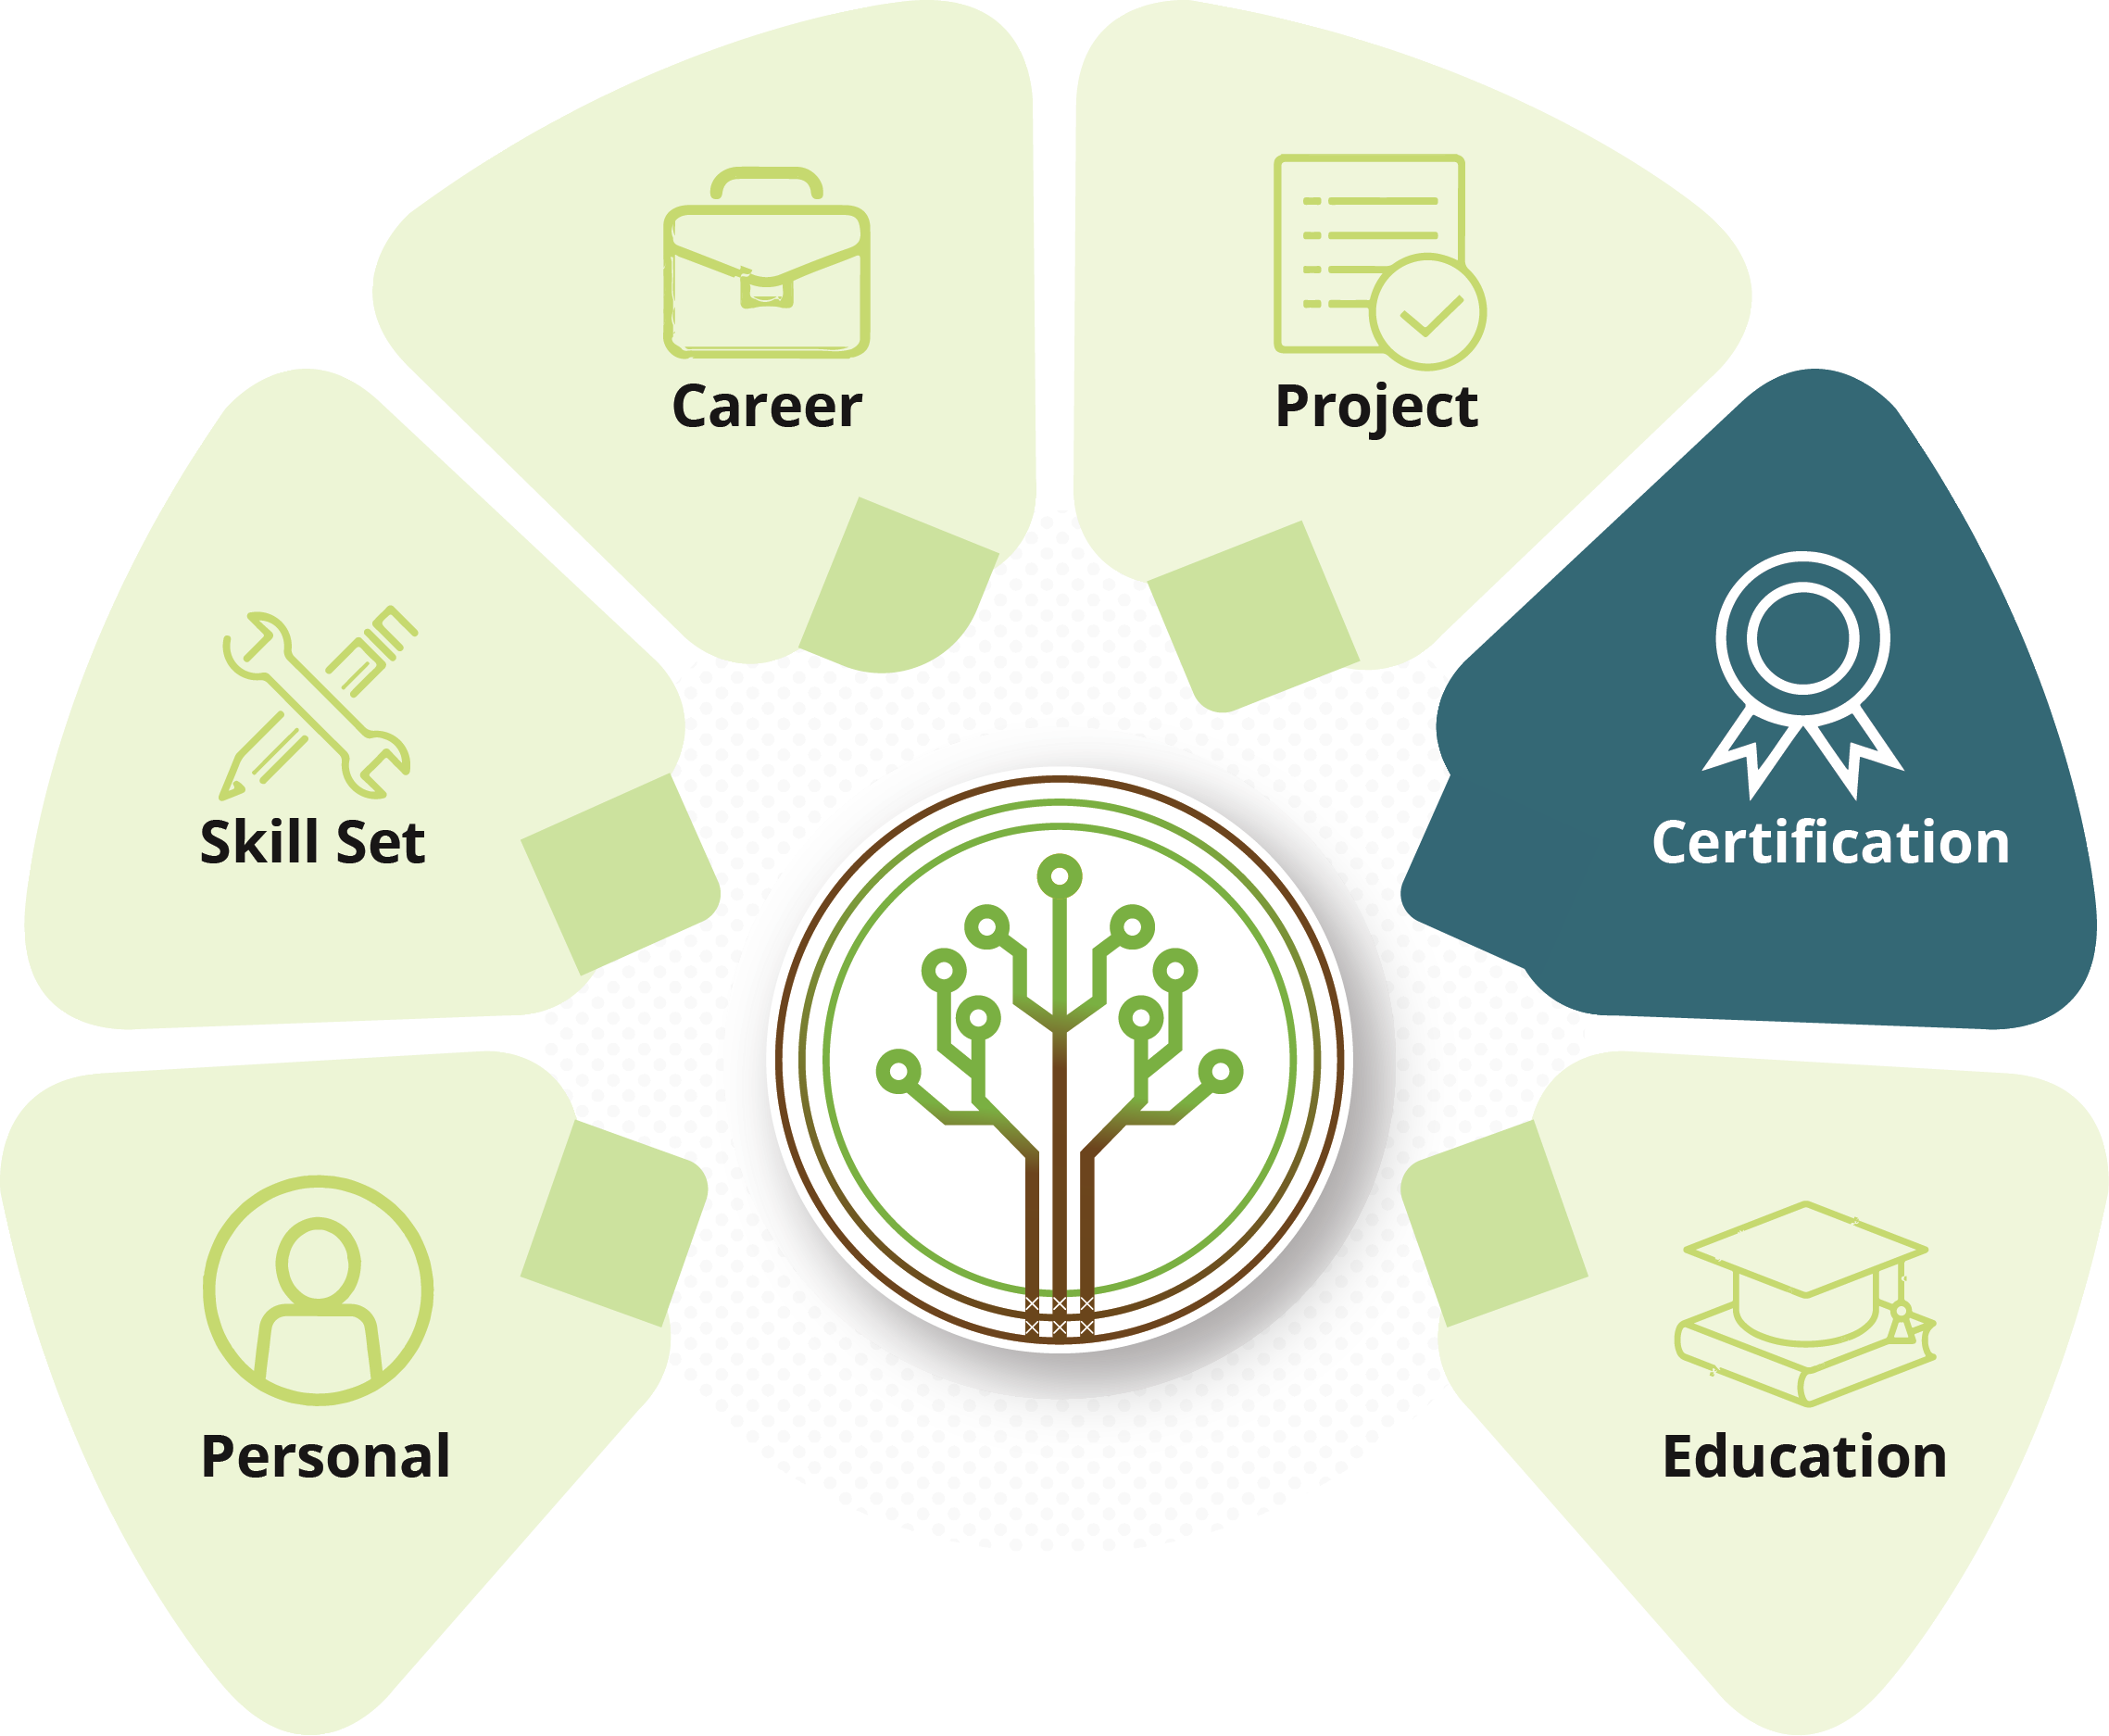 Career
Project
Skill Set
Certification
Personal
Education